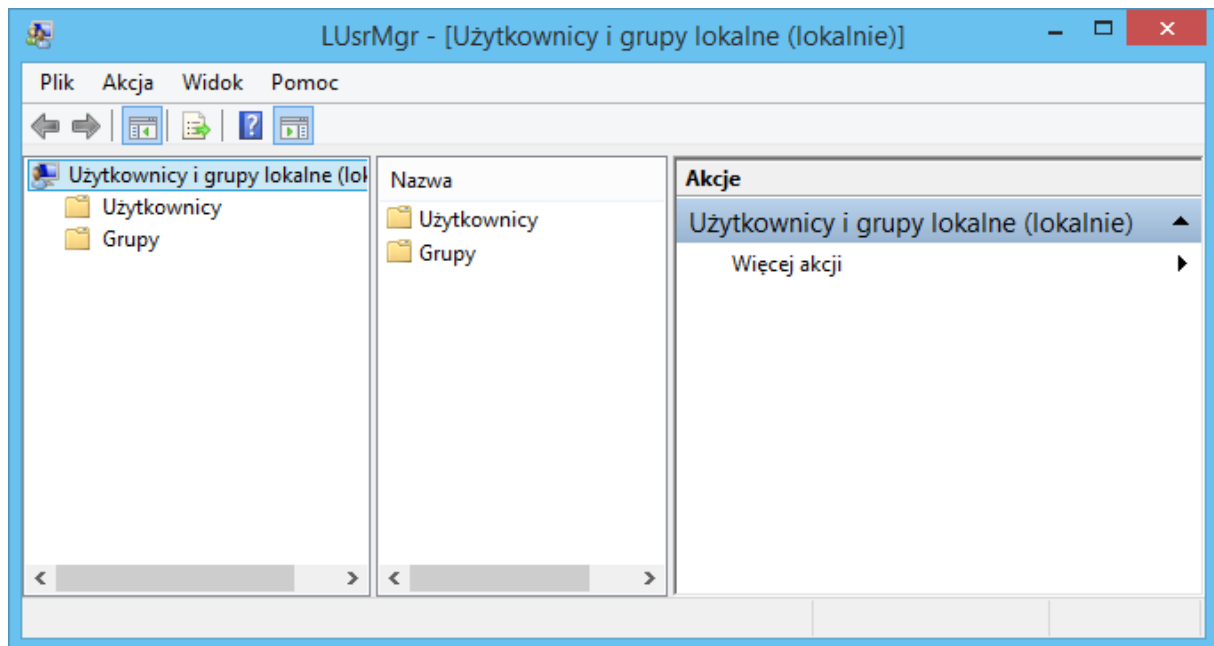 LUsrMgr - [Użytkownicy i grupy lokalne (lokalnie)]
Plik Akcja Widok Pomoc
Użytkownicy i grupy lokalne (lok
Użytkownicy
Grupy
Nazwa
Użytkownicy
Grupy
Akcje
Użytkownicy i grupy lokalne (lokalnie)
Więcej akcji